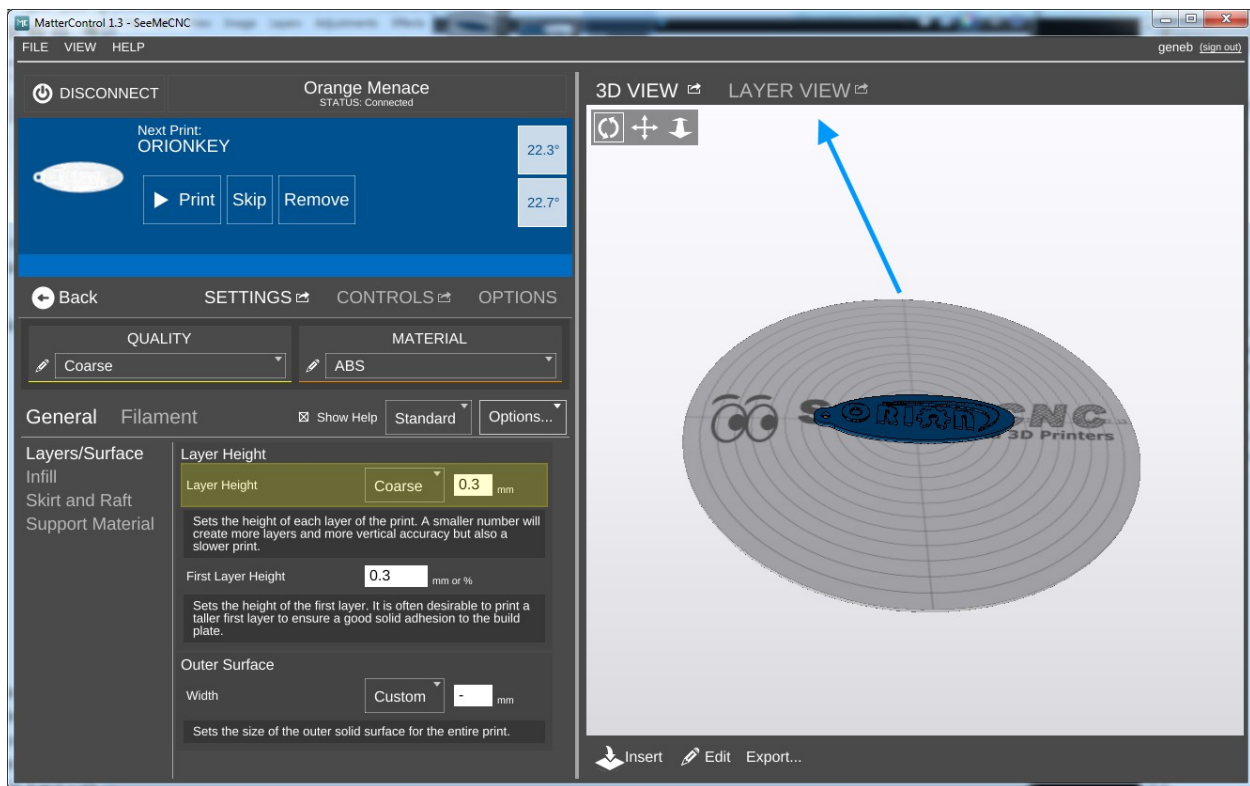 MatterControl 1.3 - SeeMeCNC
FILE VIEW HELP
geneb (sign out)
DISCONNECT
Orange Menace
STATUS: Connected
Next Print:
ORIONKEY
22.3°
Print Skip Remove
22.7°
Back
SETTINGS CONTROLS OPTIONS
QUALITY MATERIAL
Coarse ABS
General Filament Show Help Standard Options...
Layers/Surface
Infill
Skirt and Raft
Support Material
Layer Height
Layer Height Coarse 0.3 mm
Sets the height of each layer of the print. A smaller number will
create more layers and more vertical accuracy but also a
slower print.
First Layer Height 0.3 mm or %
Sets the height of the first layer. It is often desirable to print a
taller first layer to ensure a good solid adhesion to the build
plate.
Outer Surface
Width Custom - mm
Sets the size of the outer solid surface for the entire print.
3D VIEW LAYER VIEW
ORION
CNC
3D Printers
Insert Edit Export...